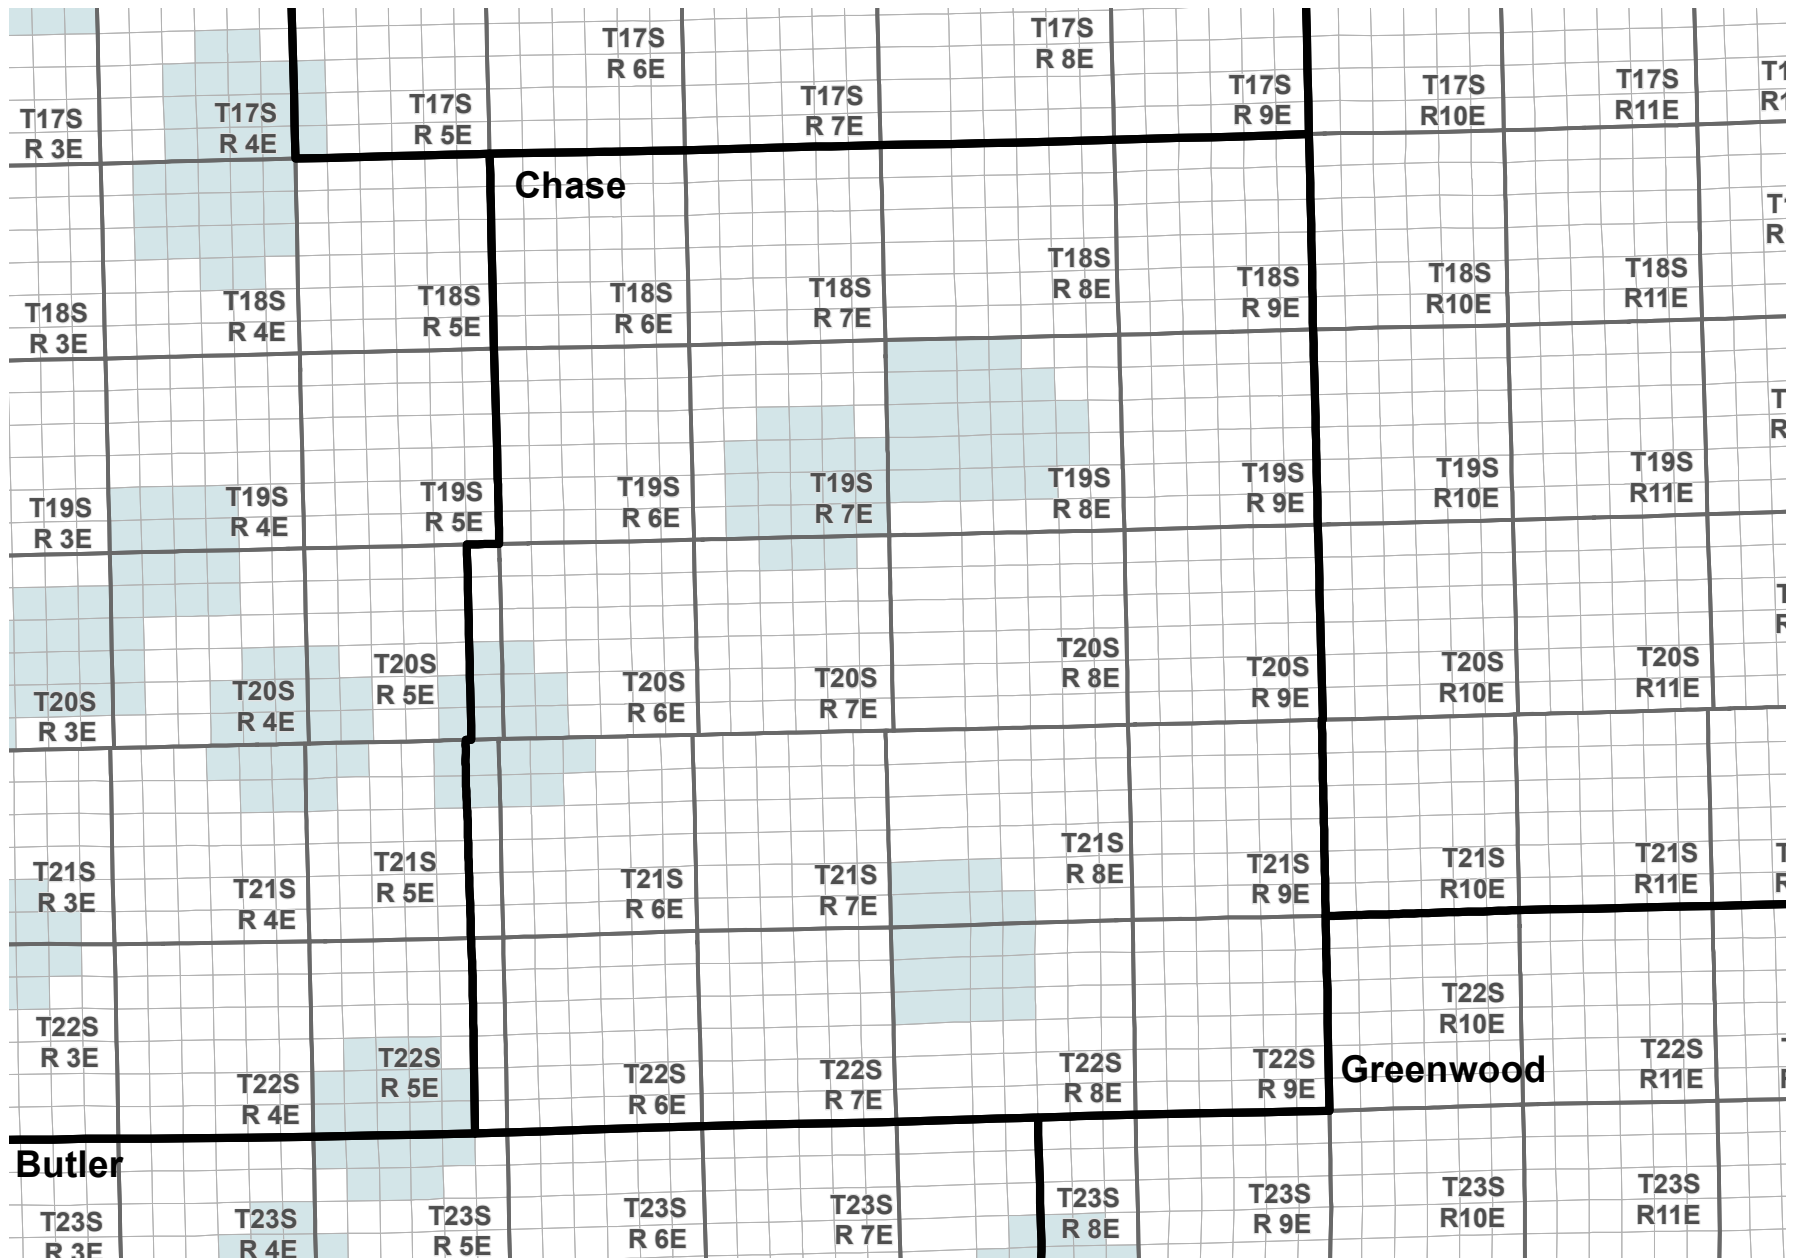 T17S
R 3E
T17S
R 4E
T17S
R 5E
T17S
R 6E
T17S
R 7E
T17S
R 8E
T17S
R 9E
T17S
R10E
T17S
R11E
Chase
T18S
R 3E
T18S
R 4E
T18S
R 5E
T18S
R 6E
T18S
R 7E
T18S
R 8E
T18S
R 9E
T18S
R10E
T18S
R11E
T19S
R 3E
T19S
R 4E
T19S
R 5E
T19S
R 6E
T19S
R 7E
T19S
R 8E
T19S
R 9E
T19S
R10E
T19S
R11E
T20S
R 3E
T20S
R 4E
T20S
R 5E
T20S
R 6E
T20S
R 7E
T20S
R 8E
T20S
R 9E
T20S
R10E
T20S
R11E
T21S
R 3E
T21S
R 4E
T21S
R 5E
T21S
R 6E
T21S
R 7E
T21S
R 8E
T21S
R 9E
T21S
R10E
T21S
R11E
T22S
R 3E
T22S
R 4E
T22S
R 5E
T22S
R 6E
T22S
R 7E
T22S
R 8E
T22S
R 9E
T22S
R10E
Greenwood
T22S
R11E
Butler
T23S
R 3E
T23S
R 4E
T23S
R 5E
T23S
R 6E
T23S
R 7E
T23S
R 8E
T23S
R 9E
T23S
R10E
T23S
R11E